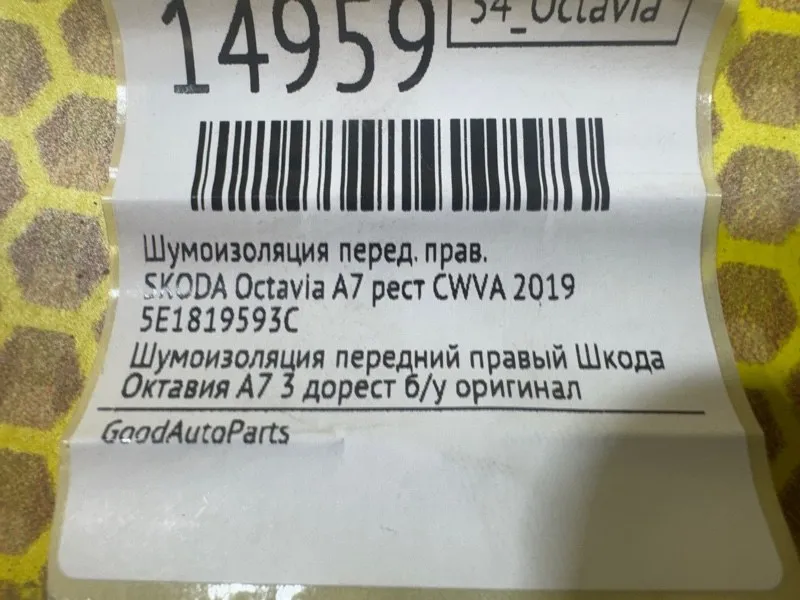 14959
54_Octavia
Шумоизоляция перед. прав.
SKODA Octavia A7 рест CWVA 2019
5E1819593C
Шумоизоляция передний правый Шкода
Октавия А7 3 дорест б/у оригинал
GoodAutoParts